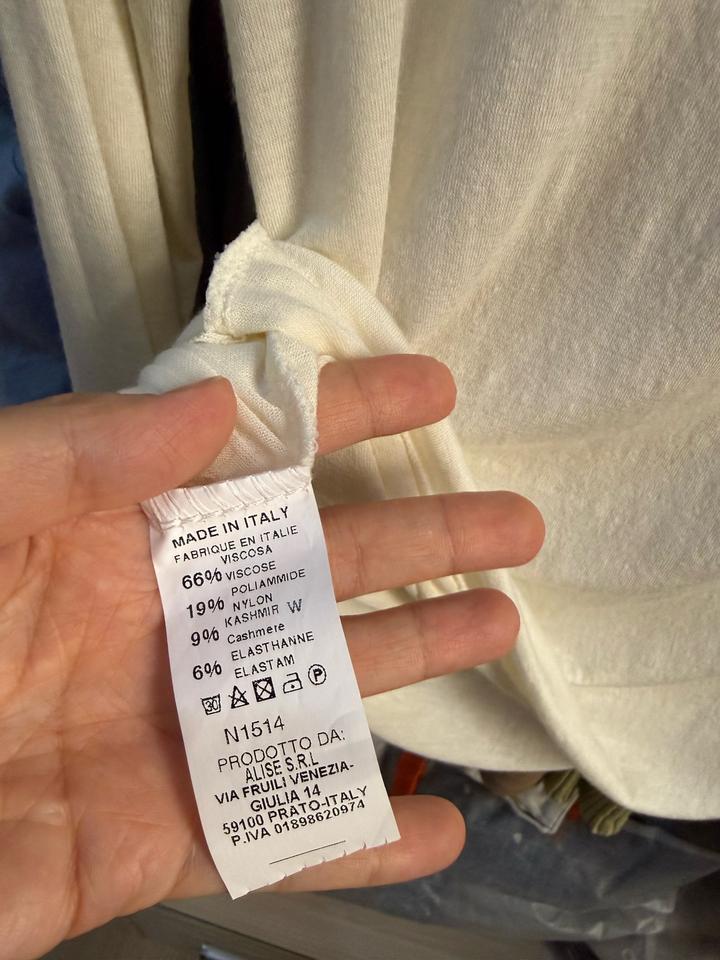 MADE IN ITALY
FABRIQUE EN ITALIE
VISCOSA
66% VISCOSE
POLIAMMIDE
19% NYLON
KASHMIR W
9% Cashmere
ELASTHANNE
6% ELASTAM
30 P
N1514
PRODOTTO DA:
ALISE S.R.L
VIA FRUILI VENEZIA-
GIULIA 14
59100 PRATO-ITALY
P.IVA 01898620974